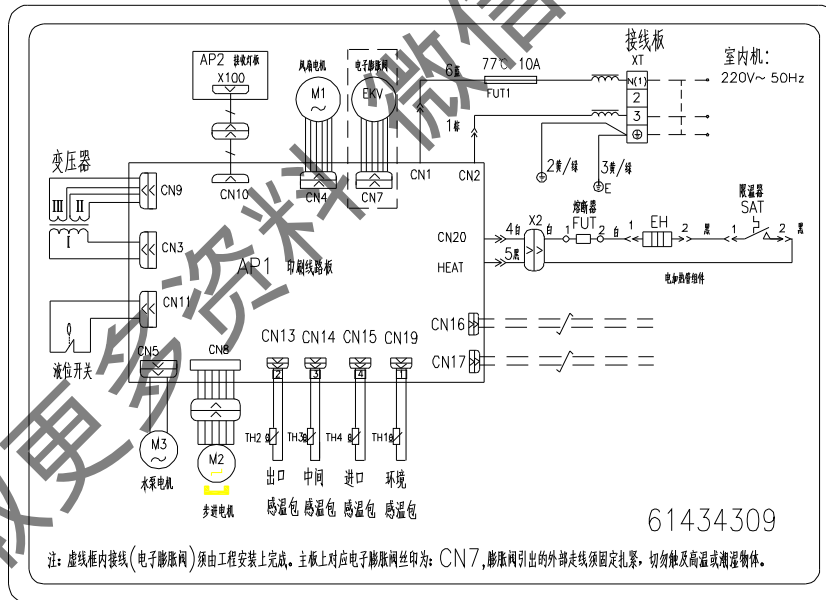 接线板
XT
室内机：
220V~ 50Hz
AP2 接收灯板
X100
风扇电机
M1
~
电子膨胀阀
EKV
6蓝
77℃ 10A
FUT1
N(1)
2
3
1棕
2黄/绿
3黄/绿
E
变压器
CN9
CN10
CN4
CN7
CN1
CN2
Ⅲ
Ⅱ
Ⅰ
CN3
AP1 印刷线路板
CN20
4白
X2
白
熔断器
FUT
1
2
白
1
EH
2
黑
限温器
SAT
1
2
黑
HEAT
5黑
电加热管组件
CN11
液位开关
CN16
CN17
CN5
CN8
CN13
CN14
CN15
CN19
2
3
4
1
M3
~
水泵电机
M2
~
步进电机
TH2
TH3
TH4
TH1
出口
感温包
中间
感温包
进口
感温包
环境
感温包
61434309
注：虚线框内接线(电子膨胀阀)须由工程安装上完成。主板上对应电子膨胀阀丝印为：CN7,膨胀阀引出的外部走线须固定扎紧，切勿触及高温或潮湿物体。
更多资料 微信